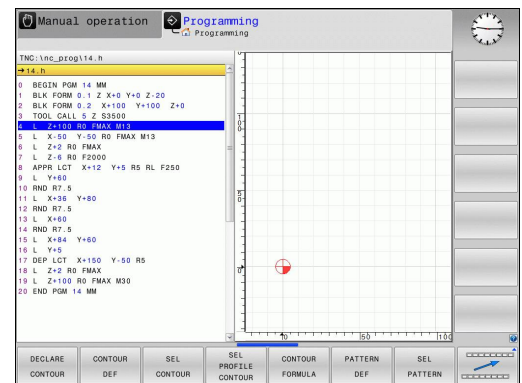 Manual operation
Programming
Programming
TNC:\nc_prog\14.h
→14.h
0 BEGIN PGM 14 MM
1 BLK FORM 0.1 Z X+0 Y+0 Z-20
2 BLK FORM 0.2 X+100 Y+100 Z+0
3 TOOL CALL 5 Z S3500
4 L Z+100 R0 FMAX M13
5 L X-50 Y-50 R0 FMAX M13
6 L Z+2 R0 FMAX
7 L Z-6 R0 F2000
8 APPR LCT X+12 Y+5 R5 RL F250
9 L Y+60
10 RND R7.5
11 L X+36 Y+80
12 RND R7.5
13 L X+60
14 RND R7.5
15 L X+84 Y+60
16 L Y+5
17 DEP LCT X+150 Y-50 R5
18 L Z+2 R0 FMAX
19 L Z+100 R0 FMAX M30
20 END PGM 14 MM
100
50
0
0
50
100
DECLARE CONTOUR
CONTOUR DEF
SEL CONTOUR
SEL PROFILE CONTOUR
CONTOUR FORMULA
PATTERN DEF
SEL PATTERN